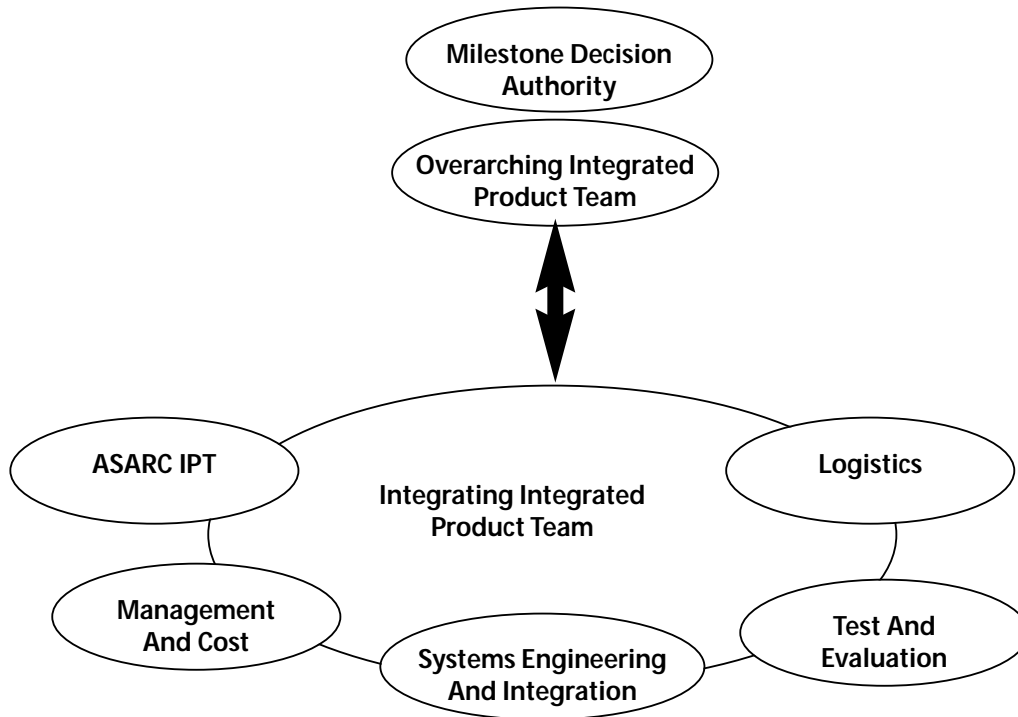 Milestone Decision
Authority
Overarching Integrated
Product Team
ASARC IPT
Logistics
Integrating Integrated
Product Team
Management
And Cost
Systems Engineering
And Integration
Test And
Evaluation